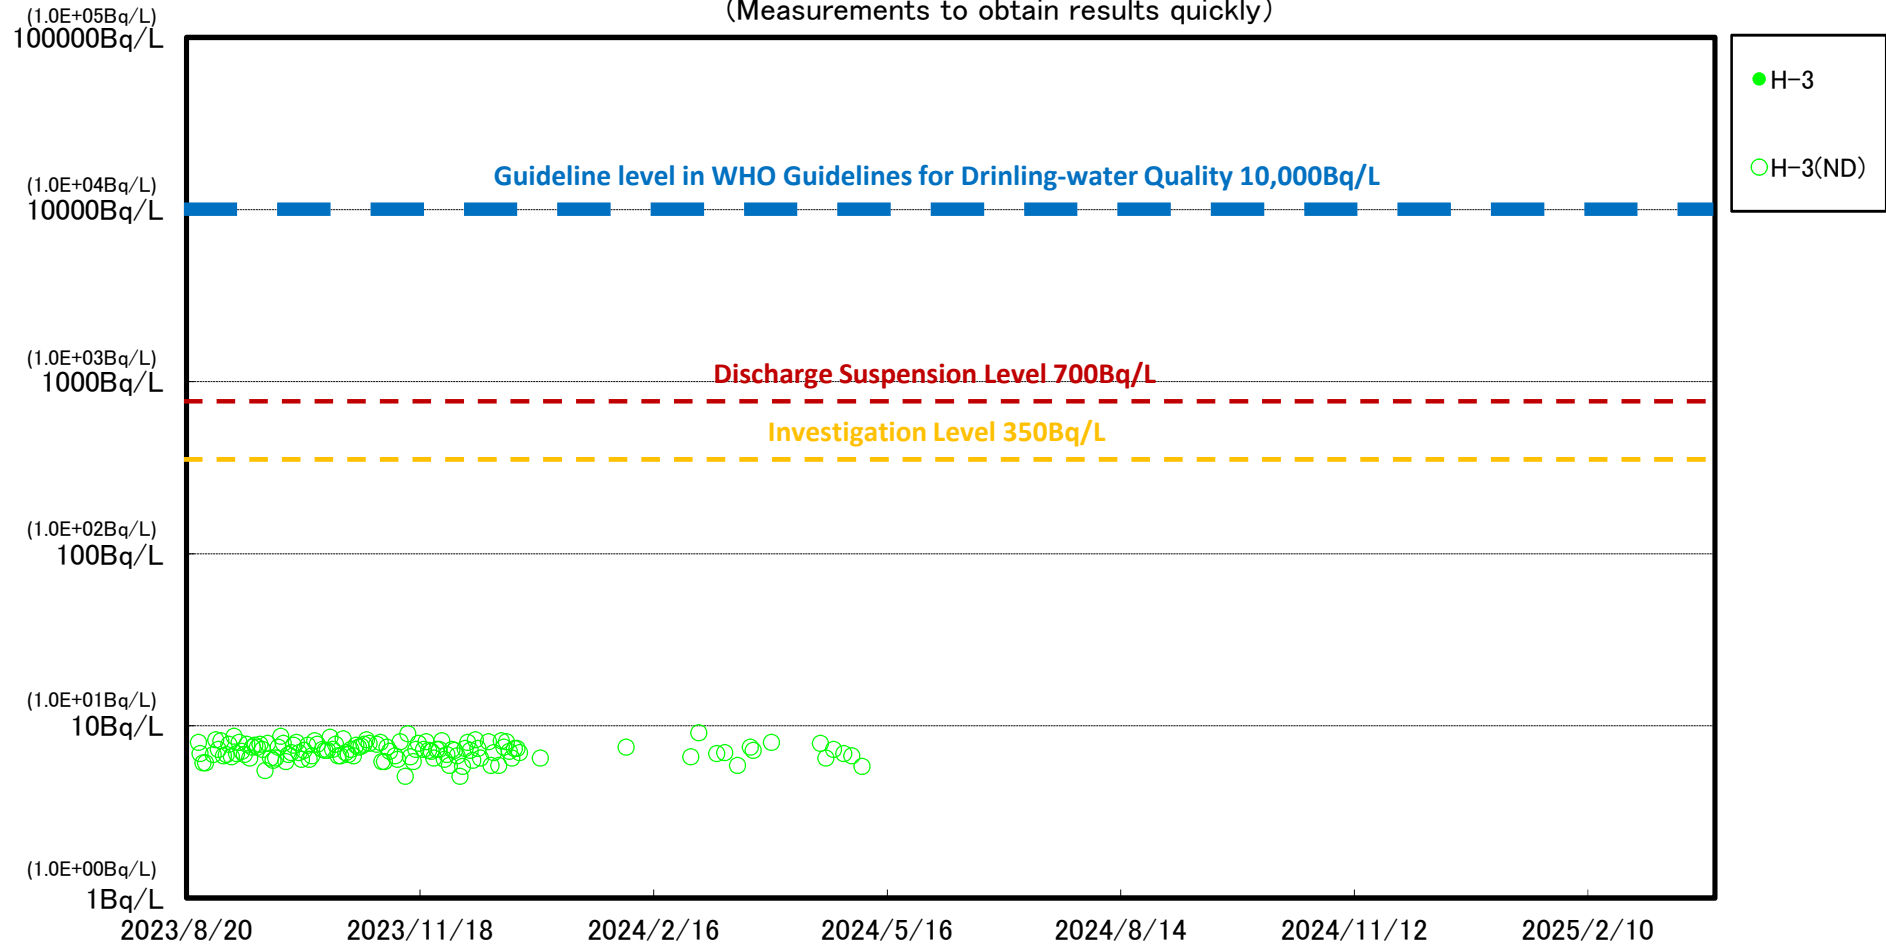 (Measurements to obtain results quickly)
(1.0E+05Bq/L)
100000Bq/L
H-3
H-3(ND)
Guideline level in WHO Guidelines for Drinling-water Quality 10,000Bq/L
(1.0E+04Bq/L)
10000Bq/L
(1.0E+03Bq/L)
1000Bq/L
Discharge Suspension Level 700Bq/L
Investigation Level 350Bq/L
(1.0E+02Bq/L)
100Bq/L
(1.0E+01Bq/L)
10Bq/L
(1.0E+00Bq/L)
1Bq/L
2023/8/20 2023/11/18 2024/2/16 2024/5/16 2024/8/14 2024/11/12 2025/2/10